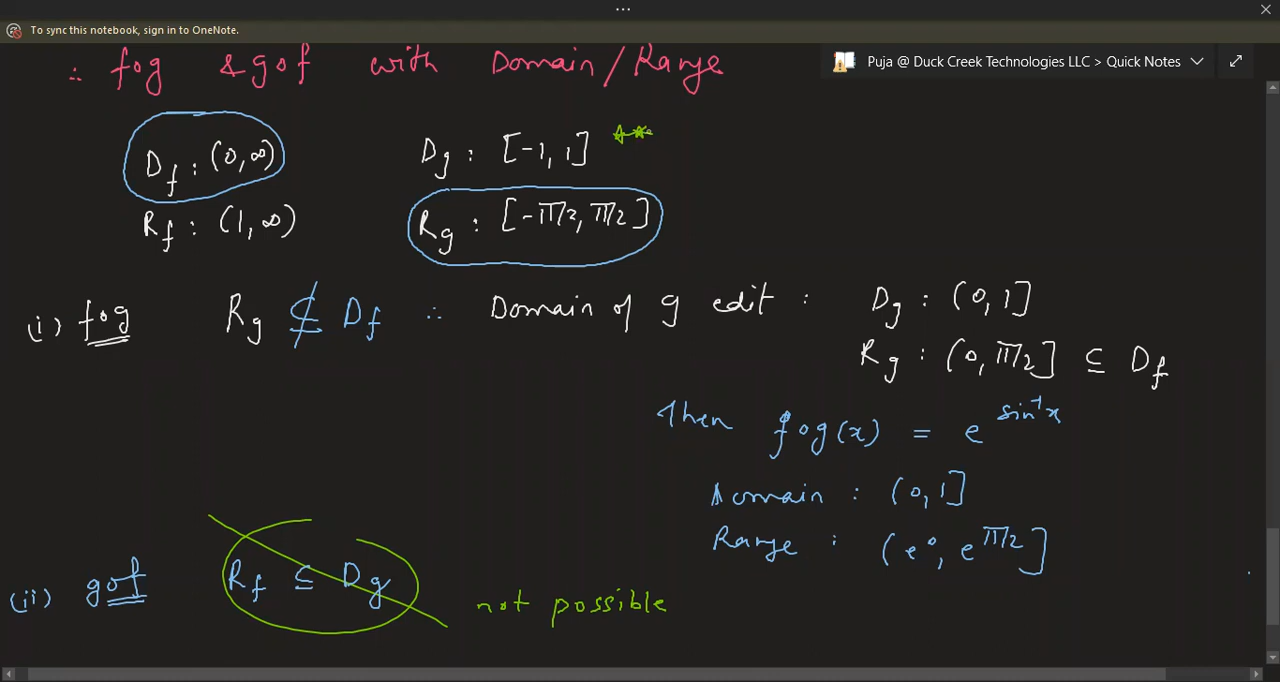 To sync this notebook, sign in to OneNote.
Puja @ Duck Creek Technologies LLC > Quick Notes
∴ fog & gof with Domain/Range
D_f : (0, ∞) D_g : [-1, 1]
R_f : (1, ∞) R_g : [-π/2, π/2]
(i) fog R_g ⊈ D_f ∴ Domain of g edit : D_g : (0, 1]
R_g : (0, π/2] ⊆ D_f
then fog(x) = e^{sin⁻¹x}
Domain : (0, 1]
Range : (e⁰, e^{π/2}]
(ii) gof R_f ⊆ D_g not possible